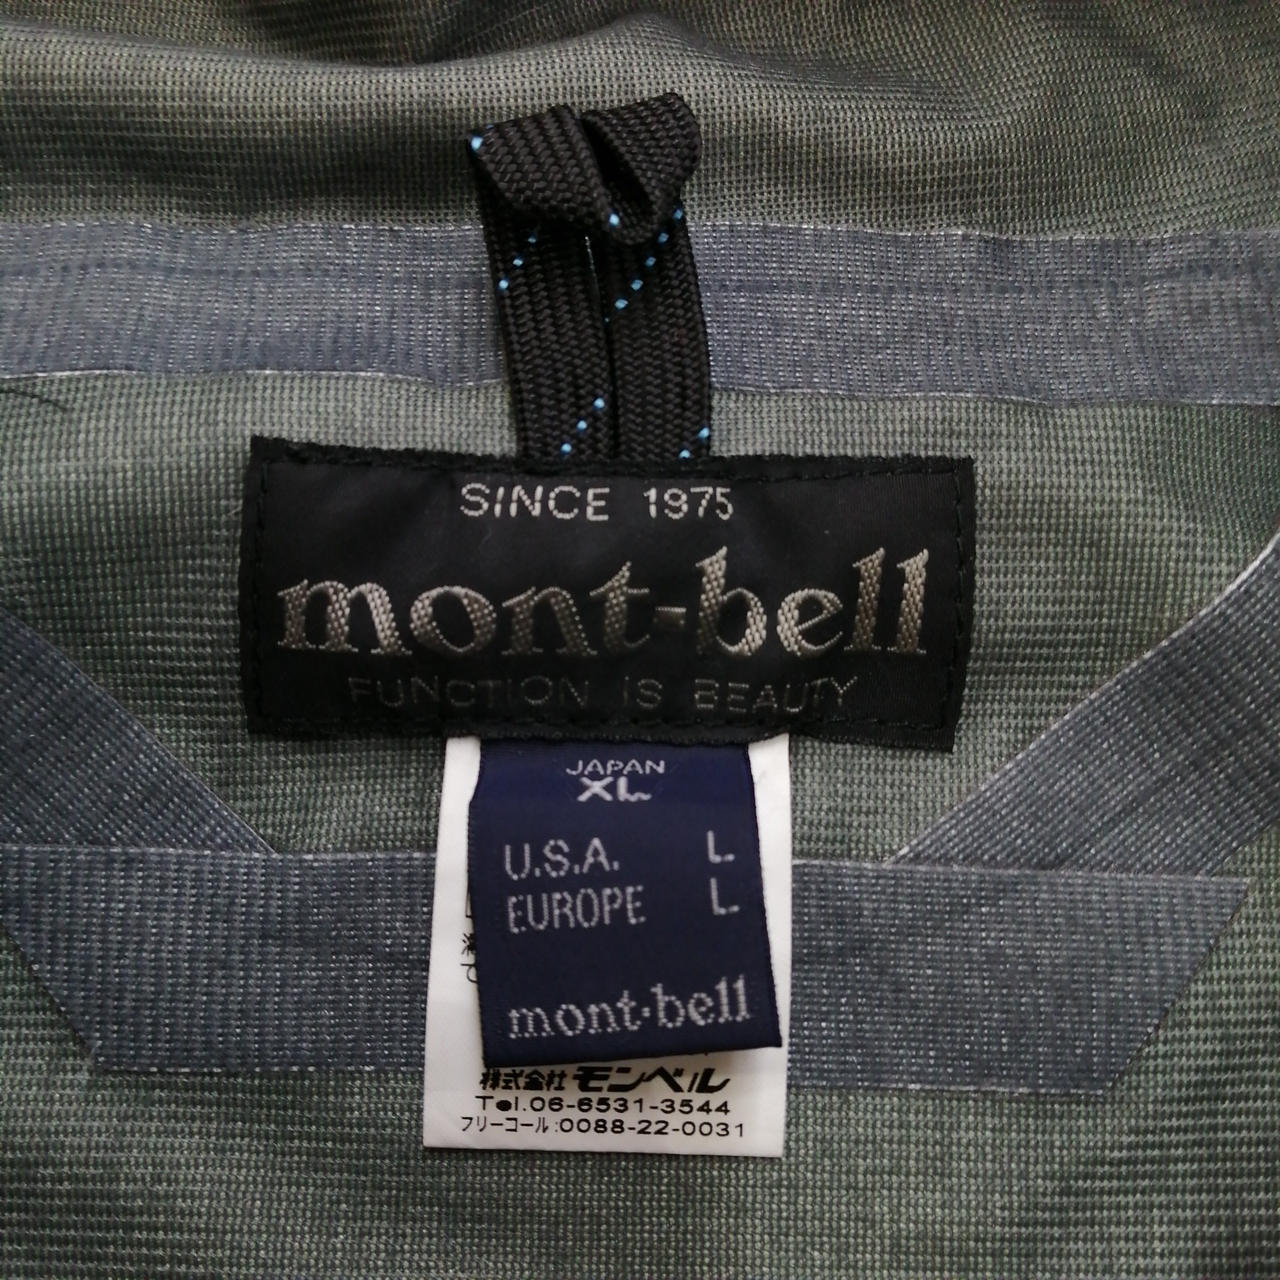 SINCE 1975
mont-bell
FUNCTION IS BEAUTY
JAPAN
XL
U.S.A. L
EUROPE L
mont·bell
株式会社 モンベル
Tel.06-6531-3544
フリーコール:0088-22-0031